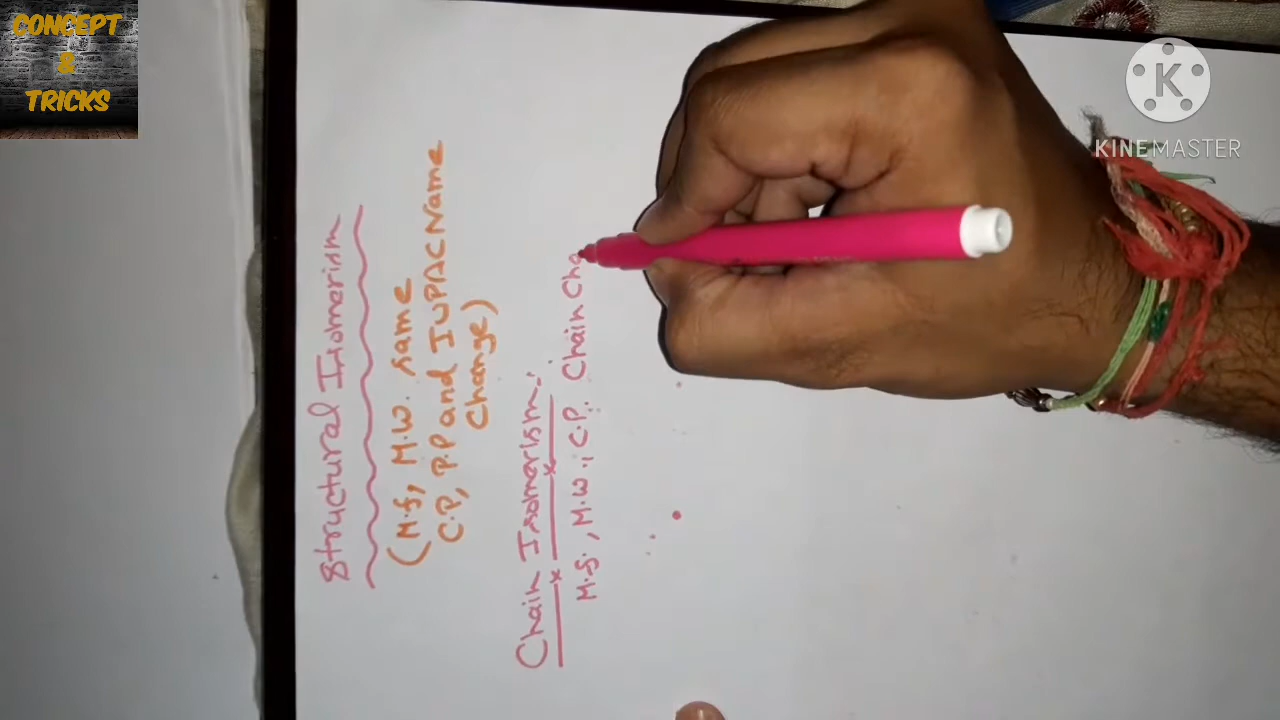 CONCEPT
&
TRICKS
K
KINEMASTER
Structural Isomerism
(M.f, M.W. same
C.P, P.P and IUPAC Name
Change)
Chain Isomerism:
M.f., M.W., C.P. Chain Cha